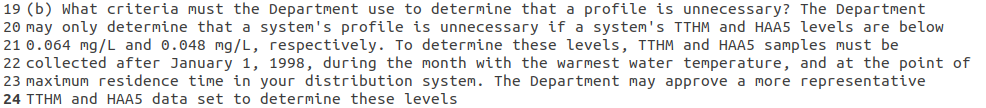 19 (b) What criteria must the Department use to determine that a profile is unnecessary? The Department
20 may only determine that a system's profile is unnecessary if a system's TTHM and HAA5 levels are below
21 0.064 mg/L and 0.048 mg/L, respectively. To determine these levels, TTHM and HAA5 samples must be
22 collected after January 1, 1998, during the month with the warmest water temperature, and at the point of
23 maximum residence time in your distribution system. The Department may approve a more representative
24 TTHM and HAA5 data set to determine these levels